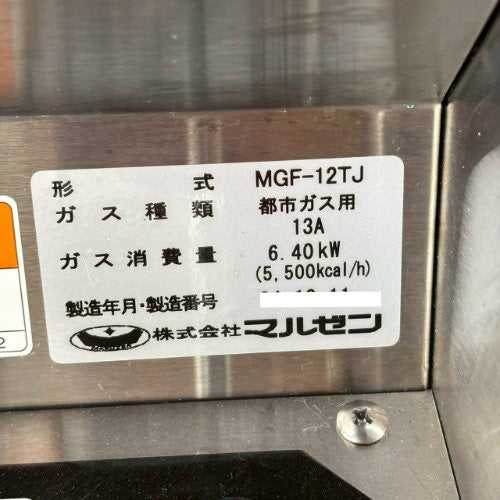 形式 MGF-12TJ
ガス種類 都市ガス用
13A
ガス消費量 6.40kW
(5,500kcal/h)
製造年月・製造番号
MARUZEN 株式会社 マルゼン
2